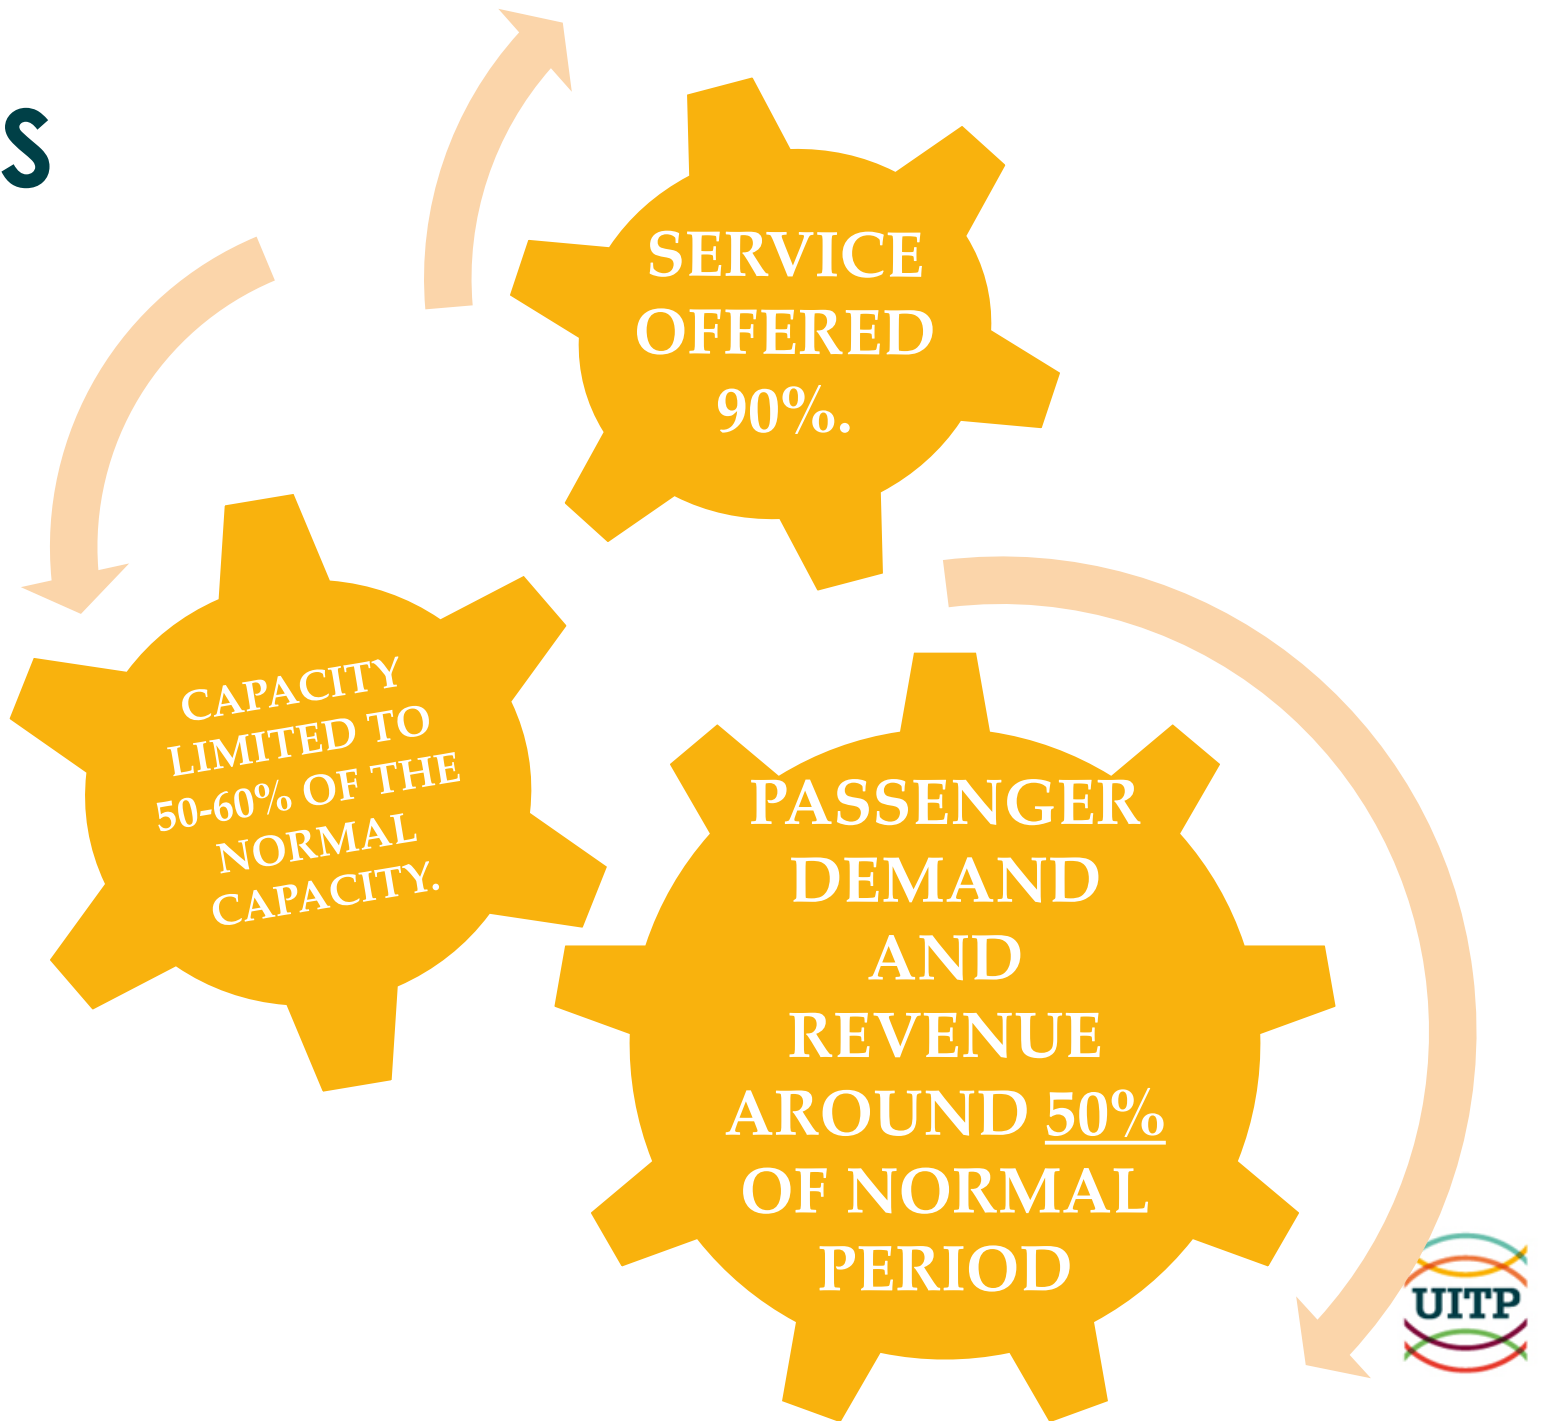 S
SERVICE
OFFERED
90%.
CAPACITY
LIMITED TO
50-60% OF THE
NORMAL
CAPACITY.
PASSENGER
DEMAND
AND
REVENUE
AROUND 50%
OF NORMAL
PERIOD
UITP